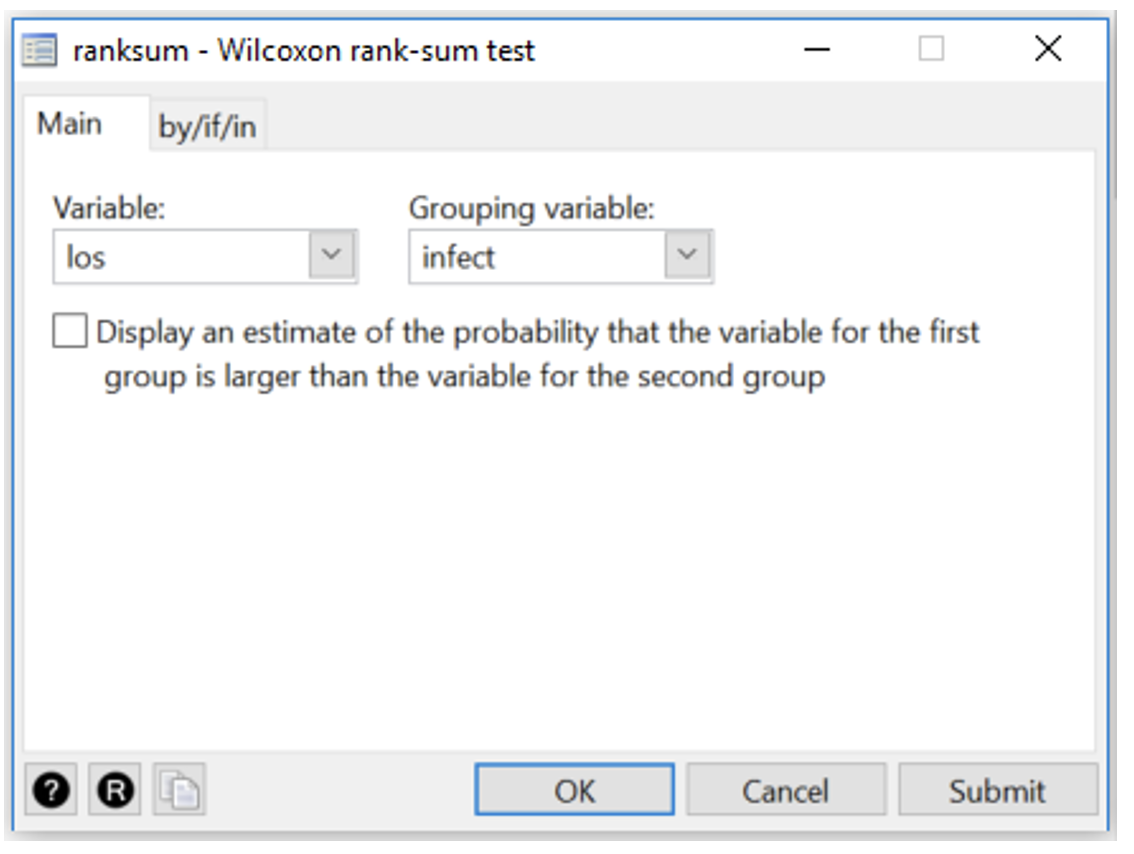 ranksum - Wilcoxon rank-sum test
Main by/if/in
Variable: Grouping variable:
los infect
Display an estimate of the probability that the variable for the first
group is larger than the variable for the second group
? R OK Cancel Submit